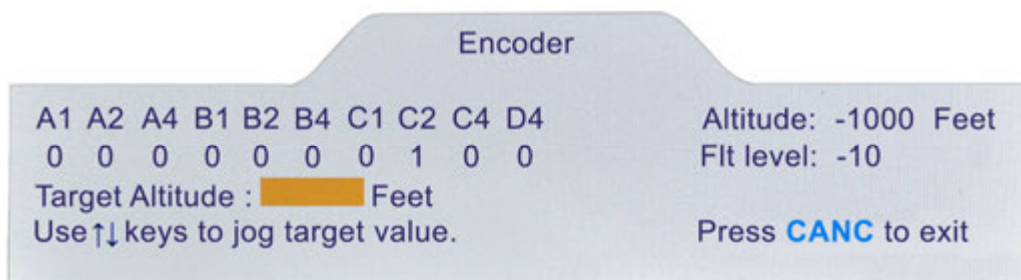 Encoder
A1 A2 A4 B1 B2 B4 C1 C2 C4 D4
0 0 0 0 0 0 0 1 0 0
Target Altitude : Feet
Use ↑↓ keys to jog target value.
Altitude: -1000 Feet
Flt level: -10
Press CANC to exit